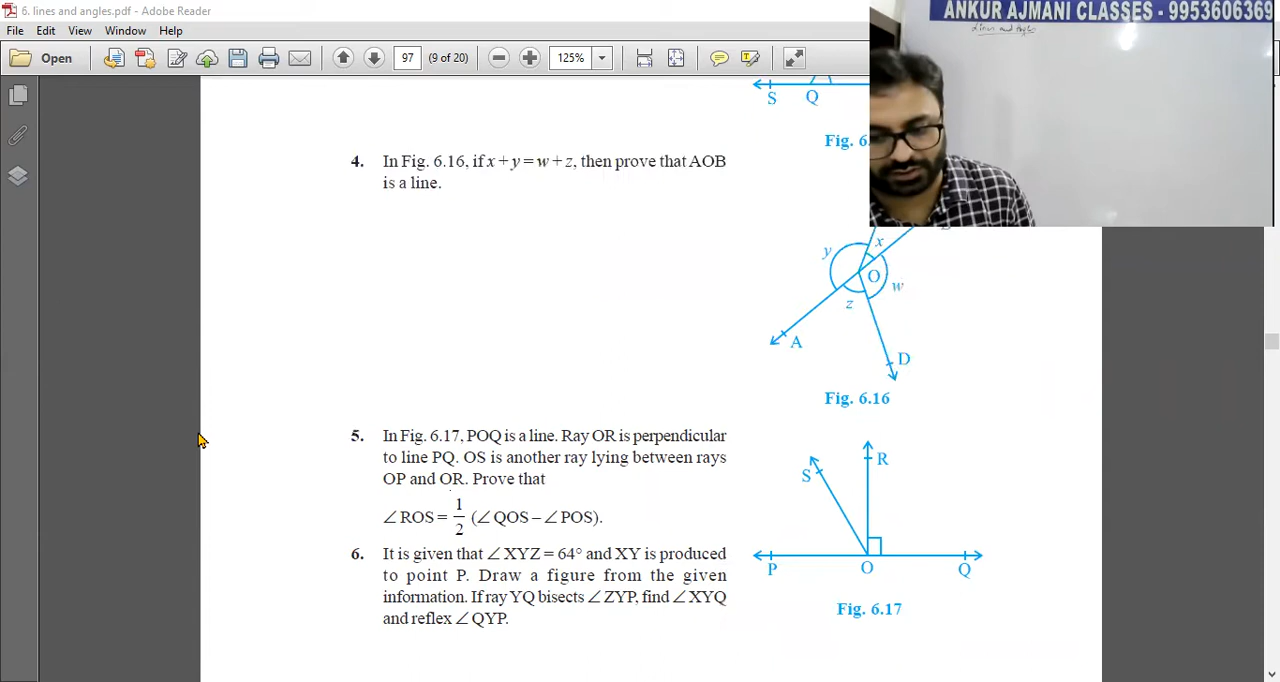 6. lines and angles.pdf - Adobe Reader
File Edit View Window Help
Open 97 (9 of 20) 125%
ANKUR AJMANI CLASSES - 9953606369
Lines and Angles
S Q
Fig. 6.
4. In Fig. 6.16, if x + y = w + z, then prove that AOB
is a line.
y x
O
w
z
A
D
Fig. 6.16
5. In Fig. 6.17, POQ is a line. Ray OR is perpendicular
to line PQ. OS is another ray lying between rays
OP and OR. Prove that
∠ROS = 1/2 (∠QOS – ∠POS).
R
S
P O Q
Fig. 6.17
6. It is given that ∠XYZ = 64° and XY is produced
to point P. Draw a figure from the given
information. If ray YQ bisects ∠ZYP, find ∠XYQ
and reflex ∠QYP.